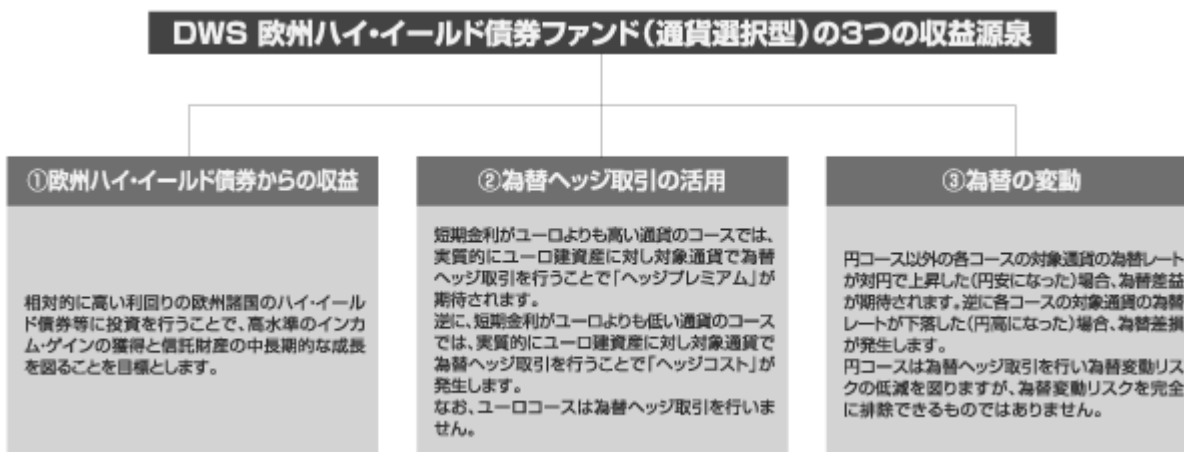 DWS 欧州ハイ・イールド債券ファンド（通貨選択型）の3つの収益源泉
①欧州ハイ・イールド債券からの収益
相対的に高い利回りの欧州諸国のハイ・イール
ド債券等に投資を行うことで、高水準のインカ
ム・ゲインの獲得と信託財産の中長期的な成長
を図ることを目標とします。
②為替ヘッジ取引の活用
短期金利がユーロよりも高い通貨のコースでは、
実質的にユーロ建資産に対し対象通貨で為替
ヘッジ取引を行うことで「ヘッジプレミアム」が
期待されます。
逆に、短期金利がユーロよりも低い通貨のコース
では、実質的にユーロ建資産に対し対象通貨で
為替ヘッジ取引を行うことで「ヘッジコスト」が
発生します。
なお、ユーロコースは為替ヘッジ取引を行いま
せん。
③為替の変動
円コース以外の各コースの対象通貨の為替レート
が対円で上昇した（円安になった）場合、為替差益
が期待されます。逆に各コースの対象通貨の為替
レートが下落した（円高になった）場合、為替差損
が発生します。
円コースは為替ヘッジ取引を行い為替変動リス
クの低減を図りますが、為替変動リスクを完全
に排除できるものではありません。